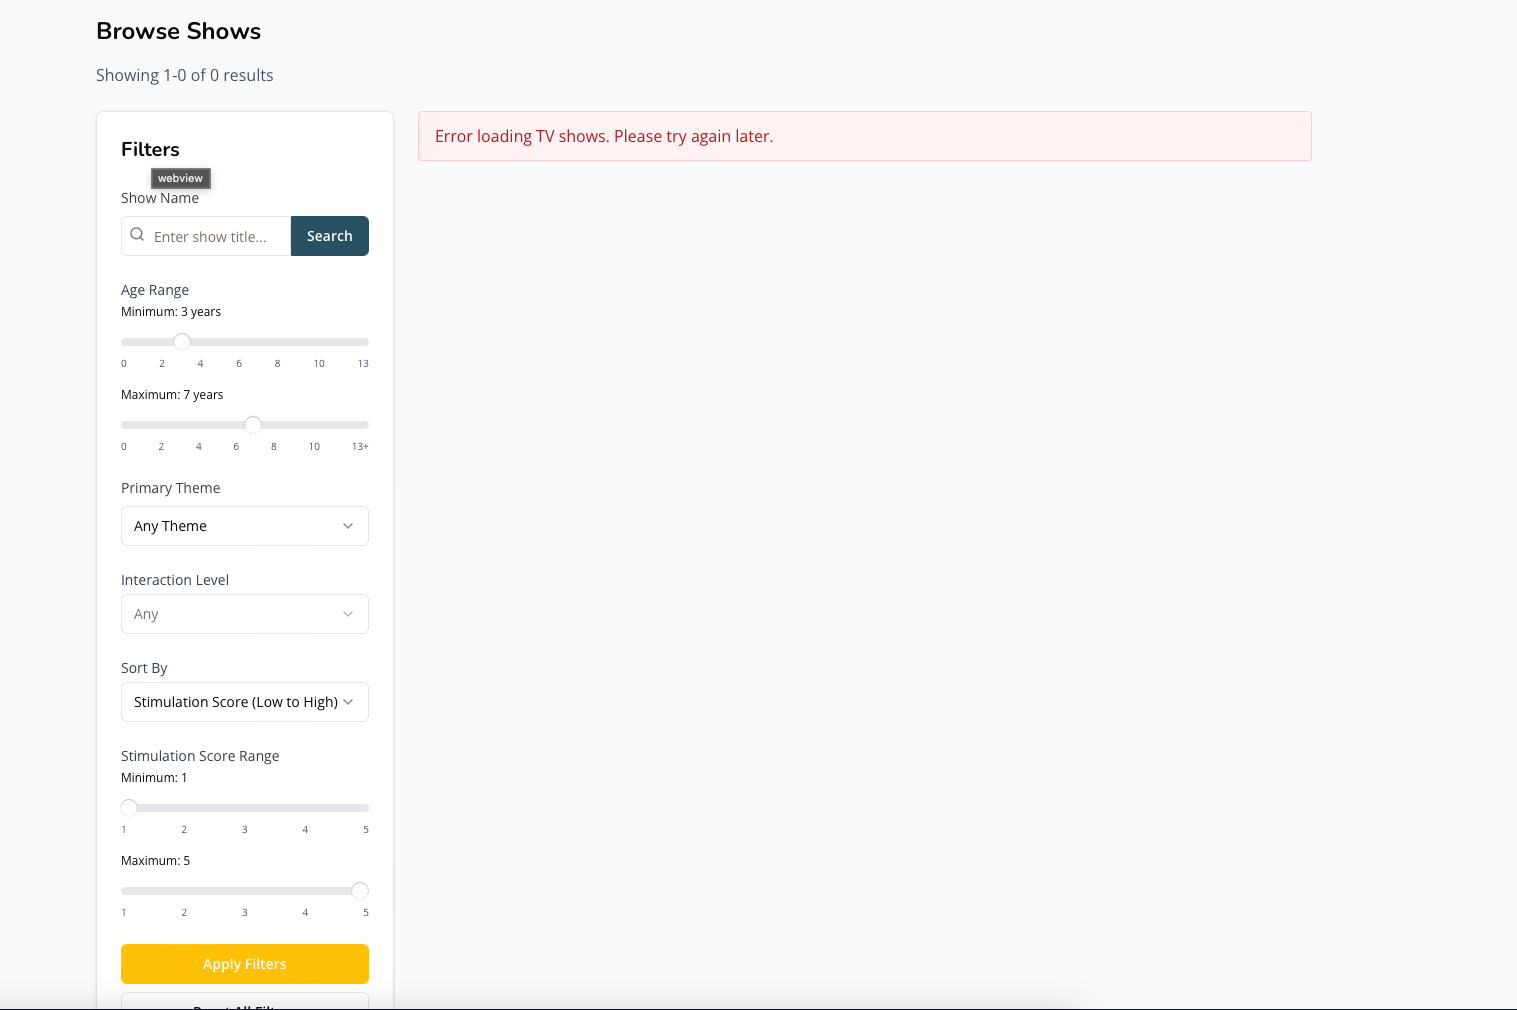 Browse Shows
Showing 1-0 of 0 results
Filters
webview
Show Name
Enter show title...
Search
Age Range
Minimum: 3 years
0 2 4 6 8 10 13
Maximum: 7 years
0 2 4 6 8 10 13+
Primary Theme
Any Theme
Interaction Level
Any
Sort By
Stimulation Score (Low to High)
Stimulation Score Range
Minimum: 1
1 2 3 4 5
Maximum: 5
1 2 3 4 5
Apply Filters
Error loading TV shows. Please try again later.